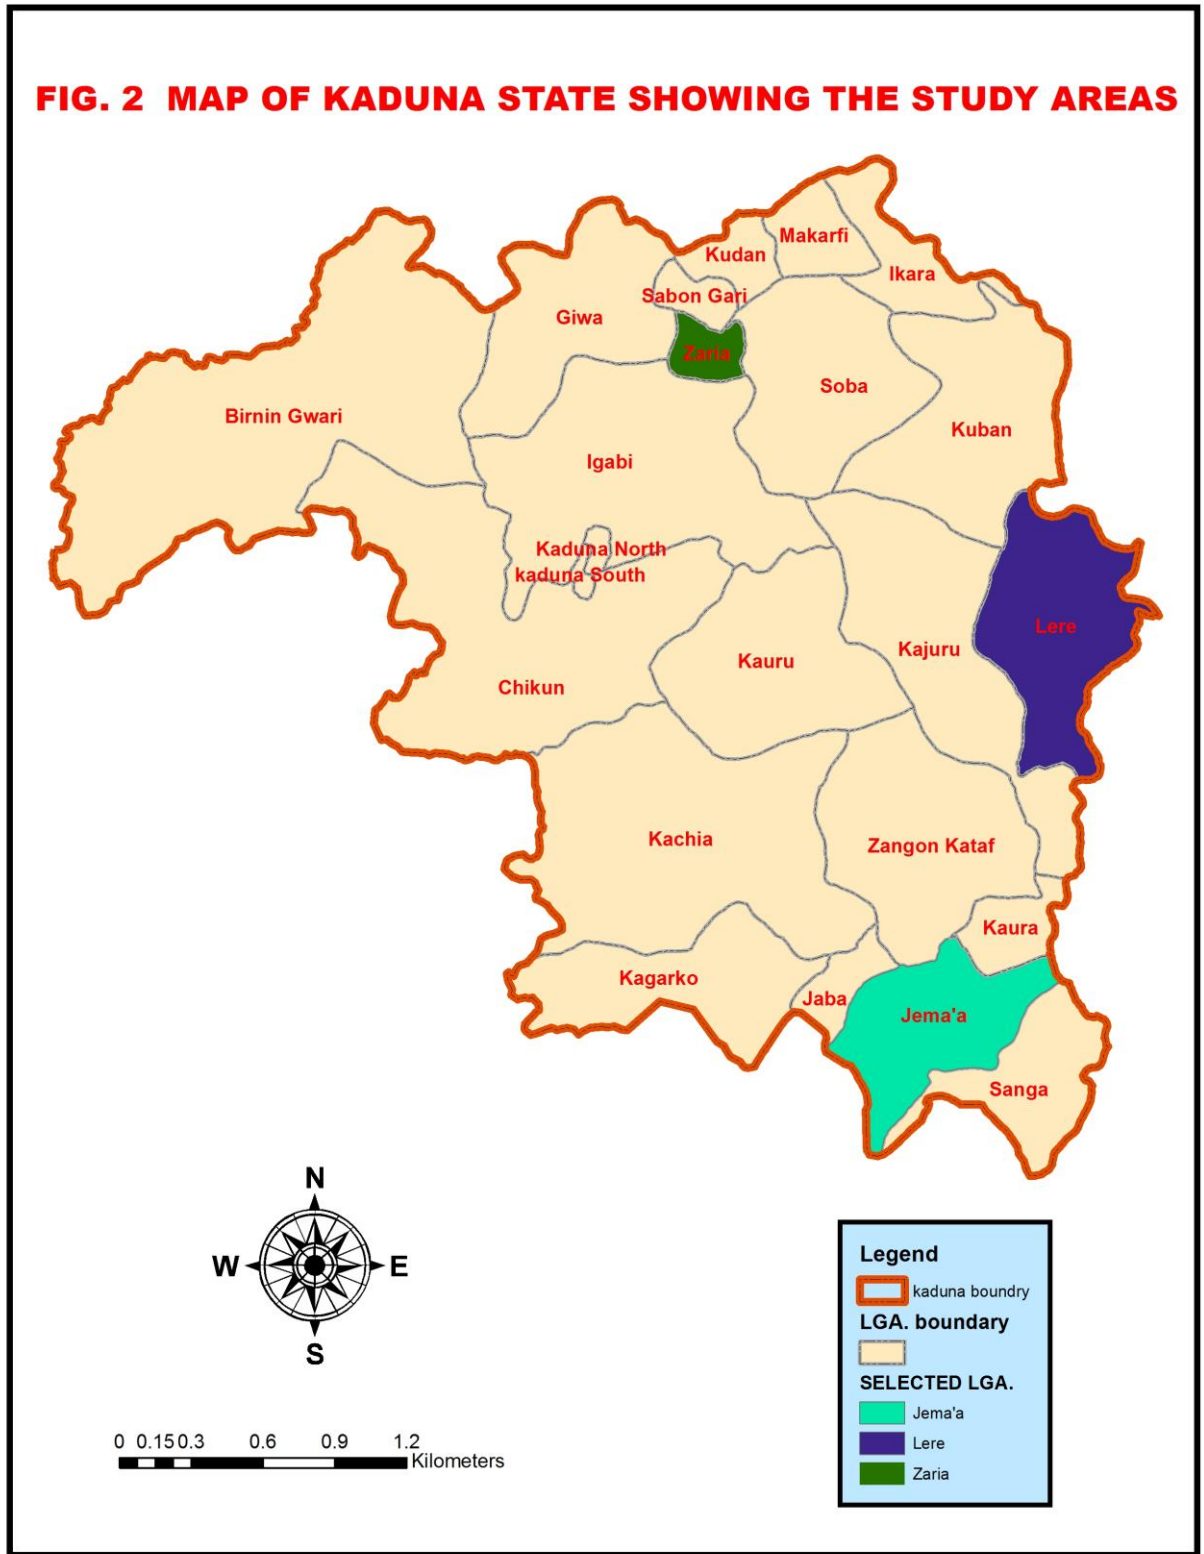 FIG. 2 MAP OF KADUNA STATE SHOWING THE STUDY AREAS
Makarfi
Kudan
Ikara
Sabon Gari
Giwa
Zaria
Soba
Birnin Gwari
Kuban
Igabi
Kaduna North
kaduna South
Lere
Kajuru
Kauru
Chikun
Kachia
Zangon Kataf
Kaura
Kagarko
Jaba
Jema'a
Sanga
N
W
E
S
Legend
kaduna boundry
LGA. boundary
SELECTED LGA.
Jema'a
Lere
Zaria
0 0.15 0.3 0.6 0.9 1.2
Kilometers